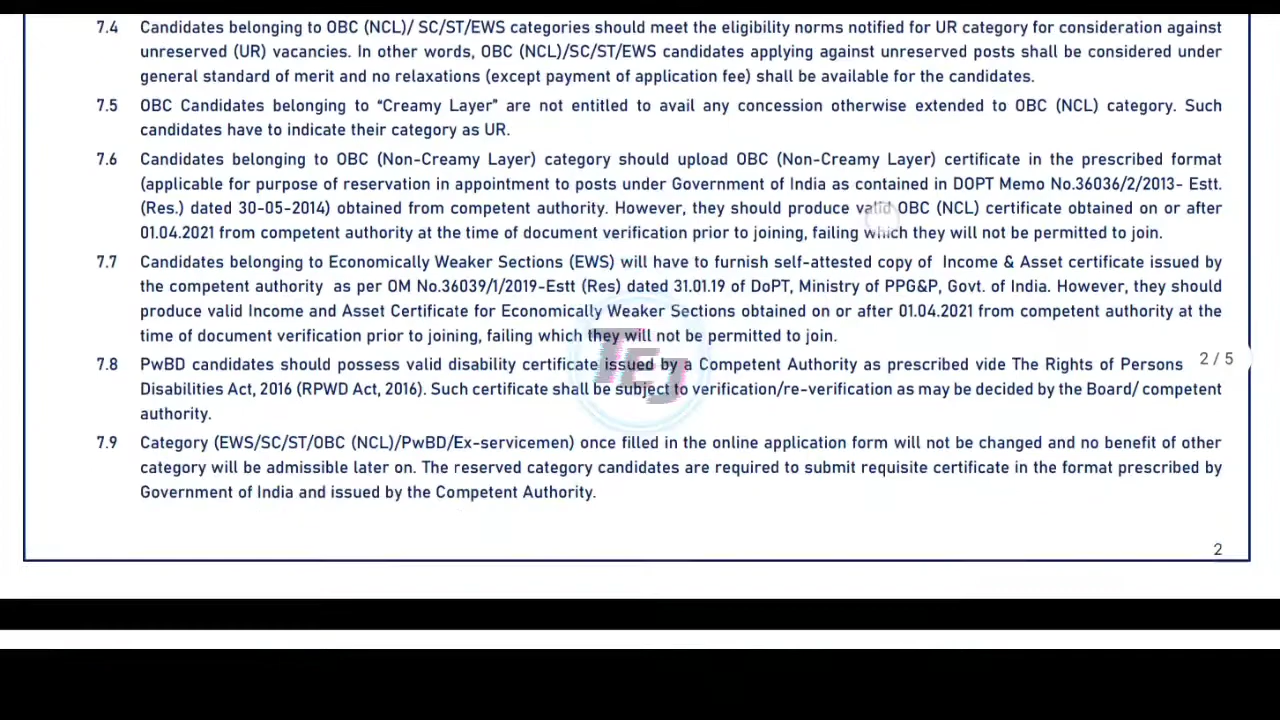 7.4 Candidates belonging to OBC (NCL)/ SC/ST/EWS categories should meet the eligibility norms notified for UR category for consideration against
unreserved (UR) vacancies. In other words, OBC (NCL)/SC/ST/EWS candidates applying against unreserved posts shall be considered under
general standard of merit and no relaxations (except payment of application fee) shall be available for the candidates.
7.5 OBC Candidates belonging to “Creamy Layer” are not entitled to avail any concession otherwise extended to OBC (NCL) category. Such
candidates have to indicate their category as UR.
7.6 Candidates belonging to OBC (Non-Creamy Layer) category should upload OBC (Non-Creamy Layer) certificate in the prescribed format
(applicable for purpose of reservation in appointment to posts under Government of India as contained in DOPT Memo No.36036/2/2013- Estt.
(Res.) dated 30-05-2014) obtained from competent authority. However, they should produce valid OBC (NCL) certificate obtained on or after
01.04.2021 from competent authority at the time of document verification prior to joining, failing which they will not be permitted to join.
7.7 Candidates belonging to Economically Weaker Sections (EWS) will have to furnish self-attested copy of Income & Asset certificate issued by
the competent authority as per OM No.36039/1/2019-Estt (Res) dated 31.01.19 of DoPT, Ministry of PPG&P, Govt. of India. However, they should
produce valid Income and Asset Certificate for Economically Weaker Sections obtained on or after 01.04.2021 from competent authority at the
time of document verification prior to joining, failing which they will not be permitted to join.
7.8 PwBD candidates should possess valid disability certificate issued by a Competent Authority as prescribed vide The Rights of Persons
2 / 5
Disabilities Act, 2016 (RPWD Act, 2016). Such certificate shall be subject to verification/re-verification as may be decided by the Board/ competent
authority.
TEJ
7.9 Category (EWS/SC/ST/OBC (NCL)/PwBD/Ex-servicemen) once filled in the online application form will not be changed and no benefit of other
category will be admissible later on. The reserved category candidates are required to submit requisite certificate in the format prescribed by
Government of India and issued by the Competent Authority.
2